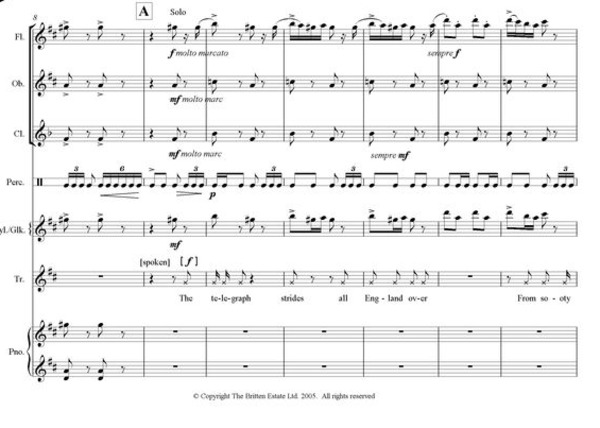 8
A
Solo
Fl.
f molto marcato
sempre f
Ob.
mf molto marc
Cl.
mf molto marc
sempre mf
3 6 3 3 3 3
Perc.
p
yl./Glk.
mf
[spoken] [f]
Tr.
The te-le-graph strides all Eng-land ov-er From so-oty
Pno.
© Copyright The Britten Estate Ltd. 2005. All rights reserved